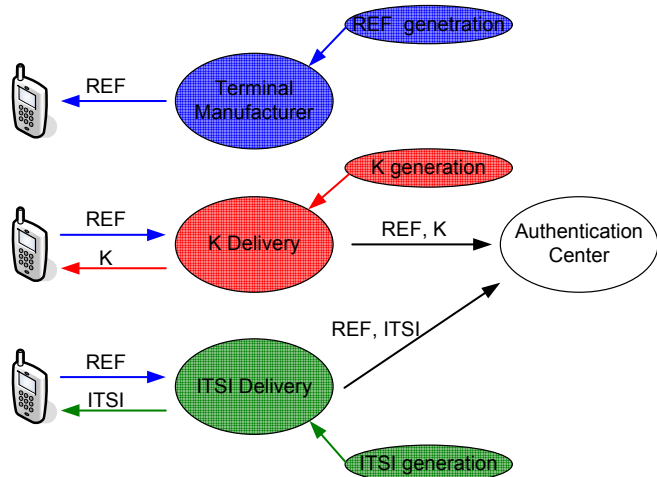 REF genetration
REF
Terminal
Manufacturer
K generation
REF
K Delivery
K
REF, K
Authentication
Center
REF, ITSI
REF
ITSI Delivery
ITSI
ITSI generation